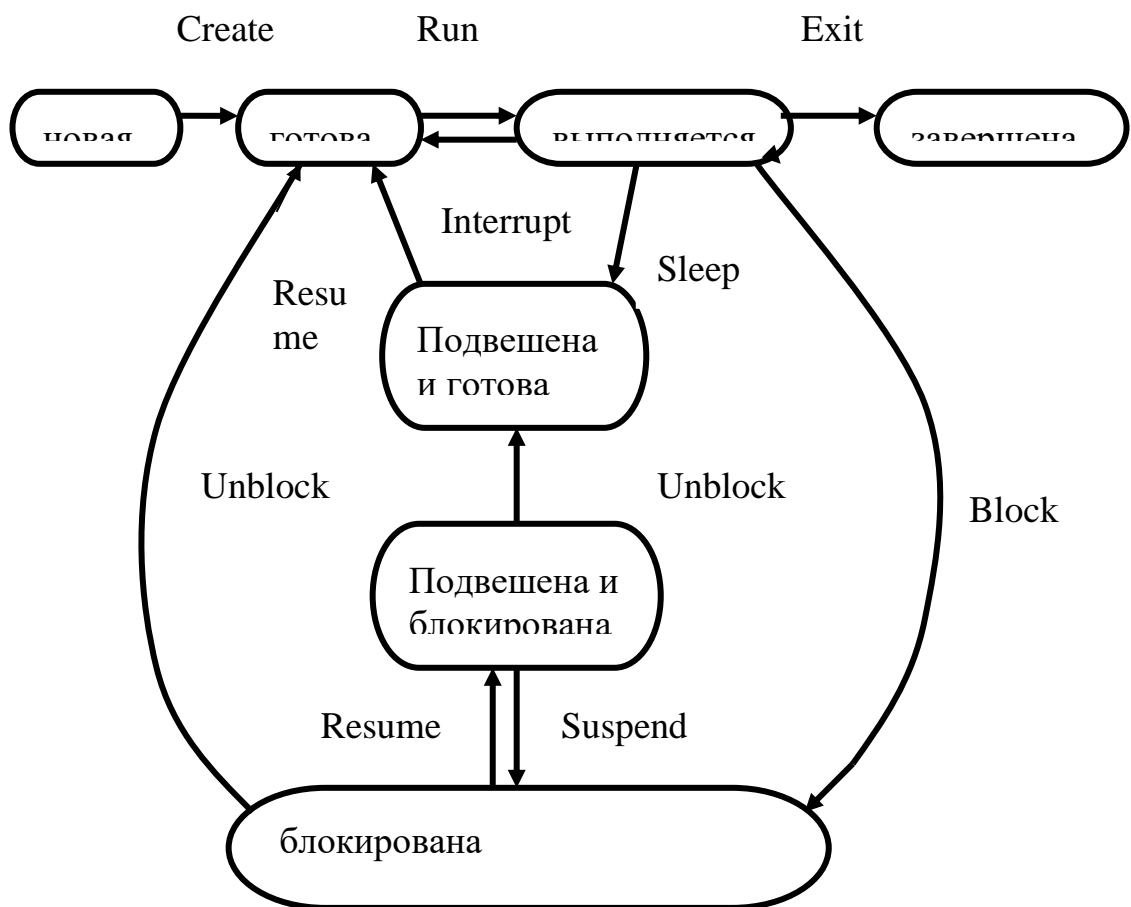 Create Run Exit
новая готова выполняется завершена
Interrupt
Sleep
Resu
me
Подвешена
и готова
Unblock Unblock
Block
Подвешена и
блокирована
Resume Suspend
блокирована